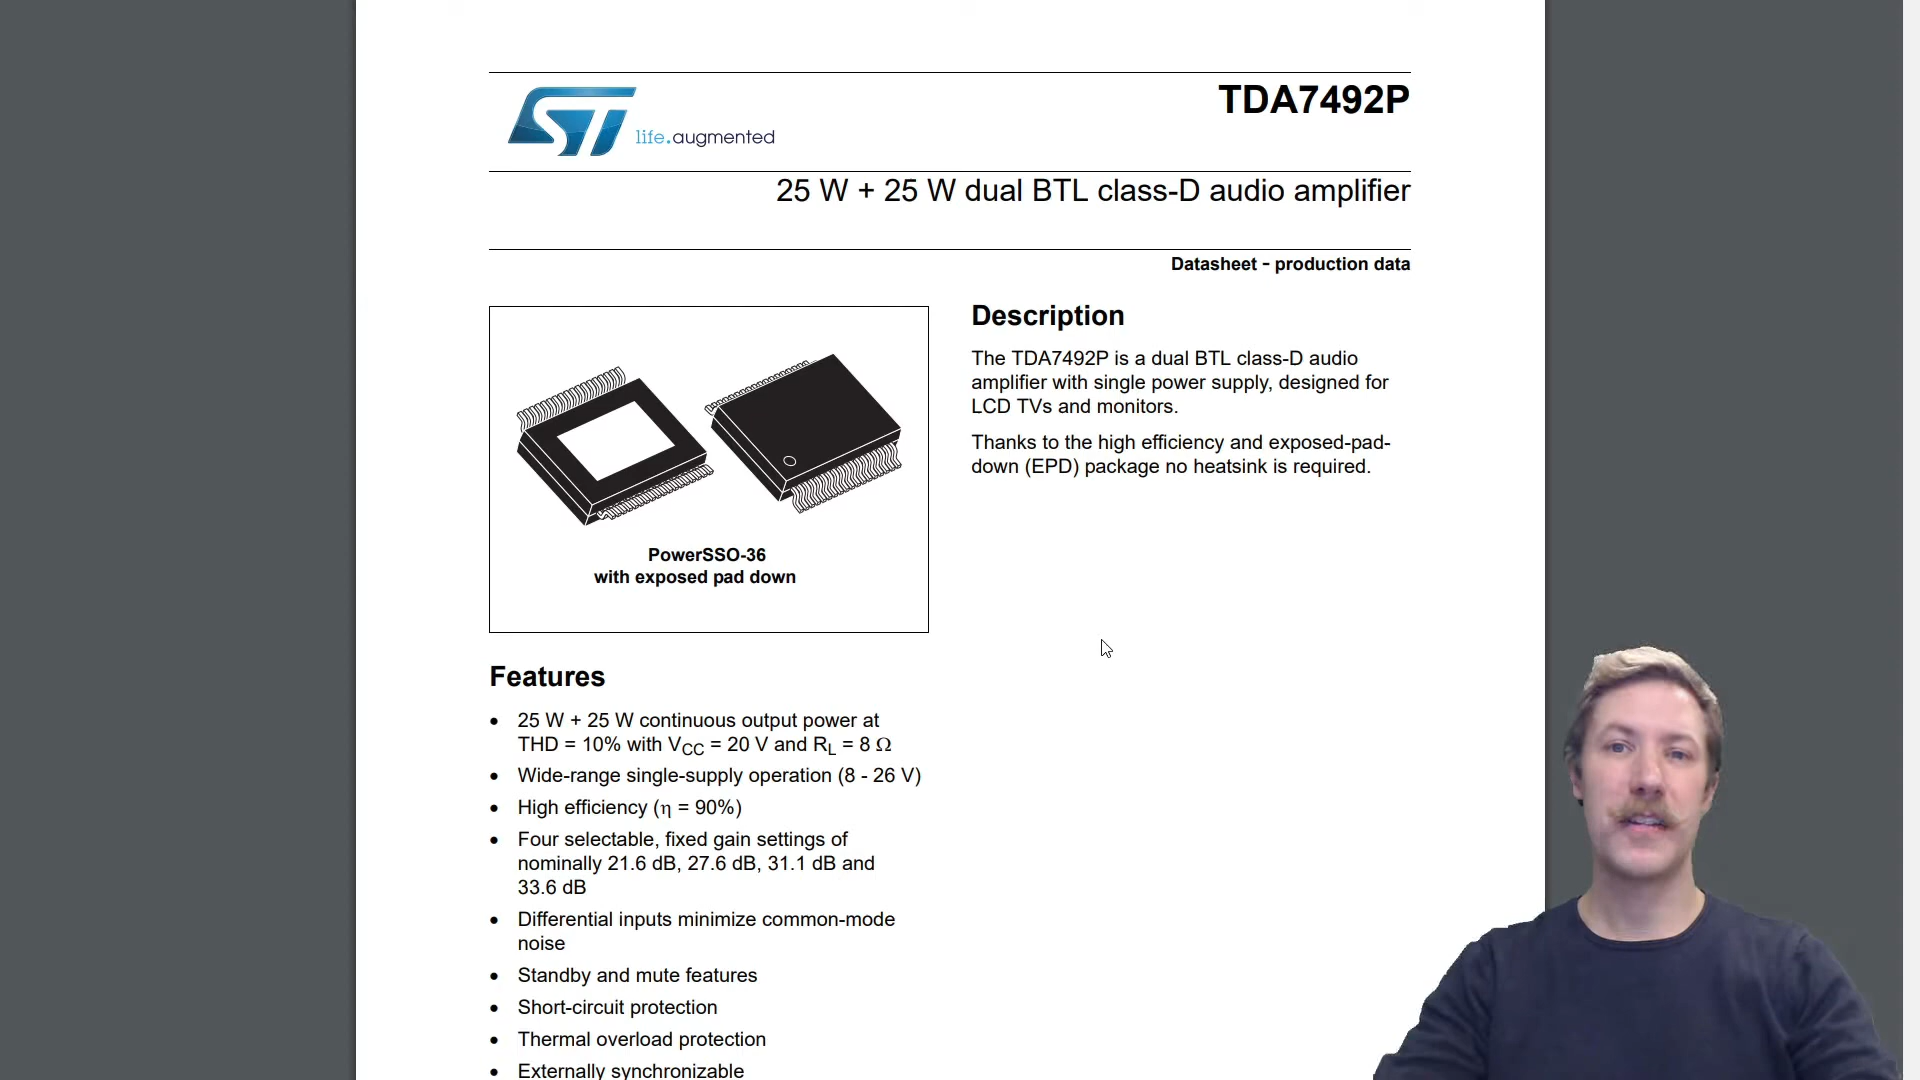 ST
life.augmented
TDA7492P
25 W + 25 W dual BTL class-D audio amplifier
Datasheet - production data
PowerSSO-36
with exposed pad down
Description
The TDA7492P is a dual BTL class-D audio
amplifier with single power supply, designed for
LCD TVs and monitors.
Thanks to the high efficiency and exposed-pad-
down (EPD) package no heatsink is required.
Features
• 25 W + 25 W continuous output power at
THD = 10% with VCC = 20 V and RL = 8 Ω
• Wide-range single-supply operation (8 - 26 V)
• High efficiency (η = 90%)
• Four selectable, fixed gain settings of
nominally 21.6 dB, 27.6 dB, 31.1 dB and
33.6 dB
• Differential inputs minimize common-mode
noise
• Standby and mute features
• Short-circuit protection
• Thermal overload protection
• Externally synchronizable